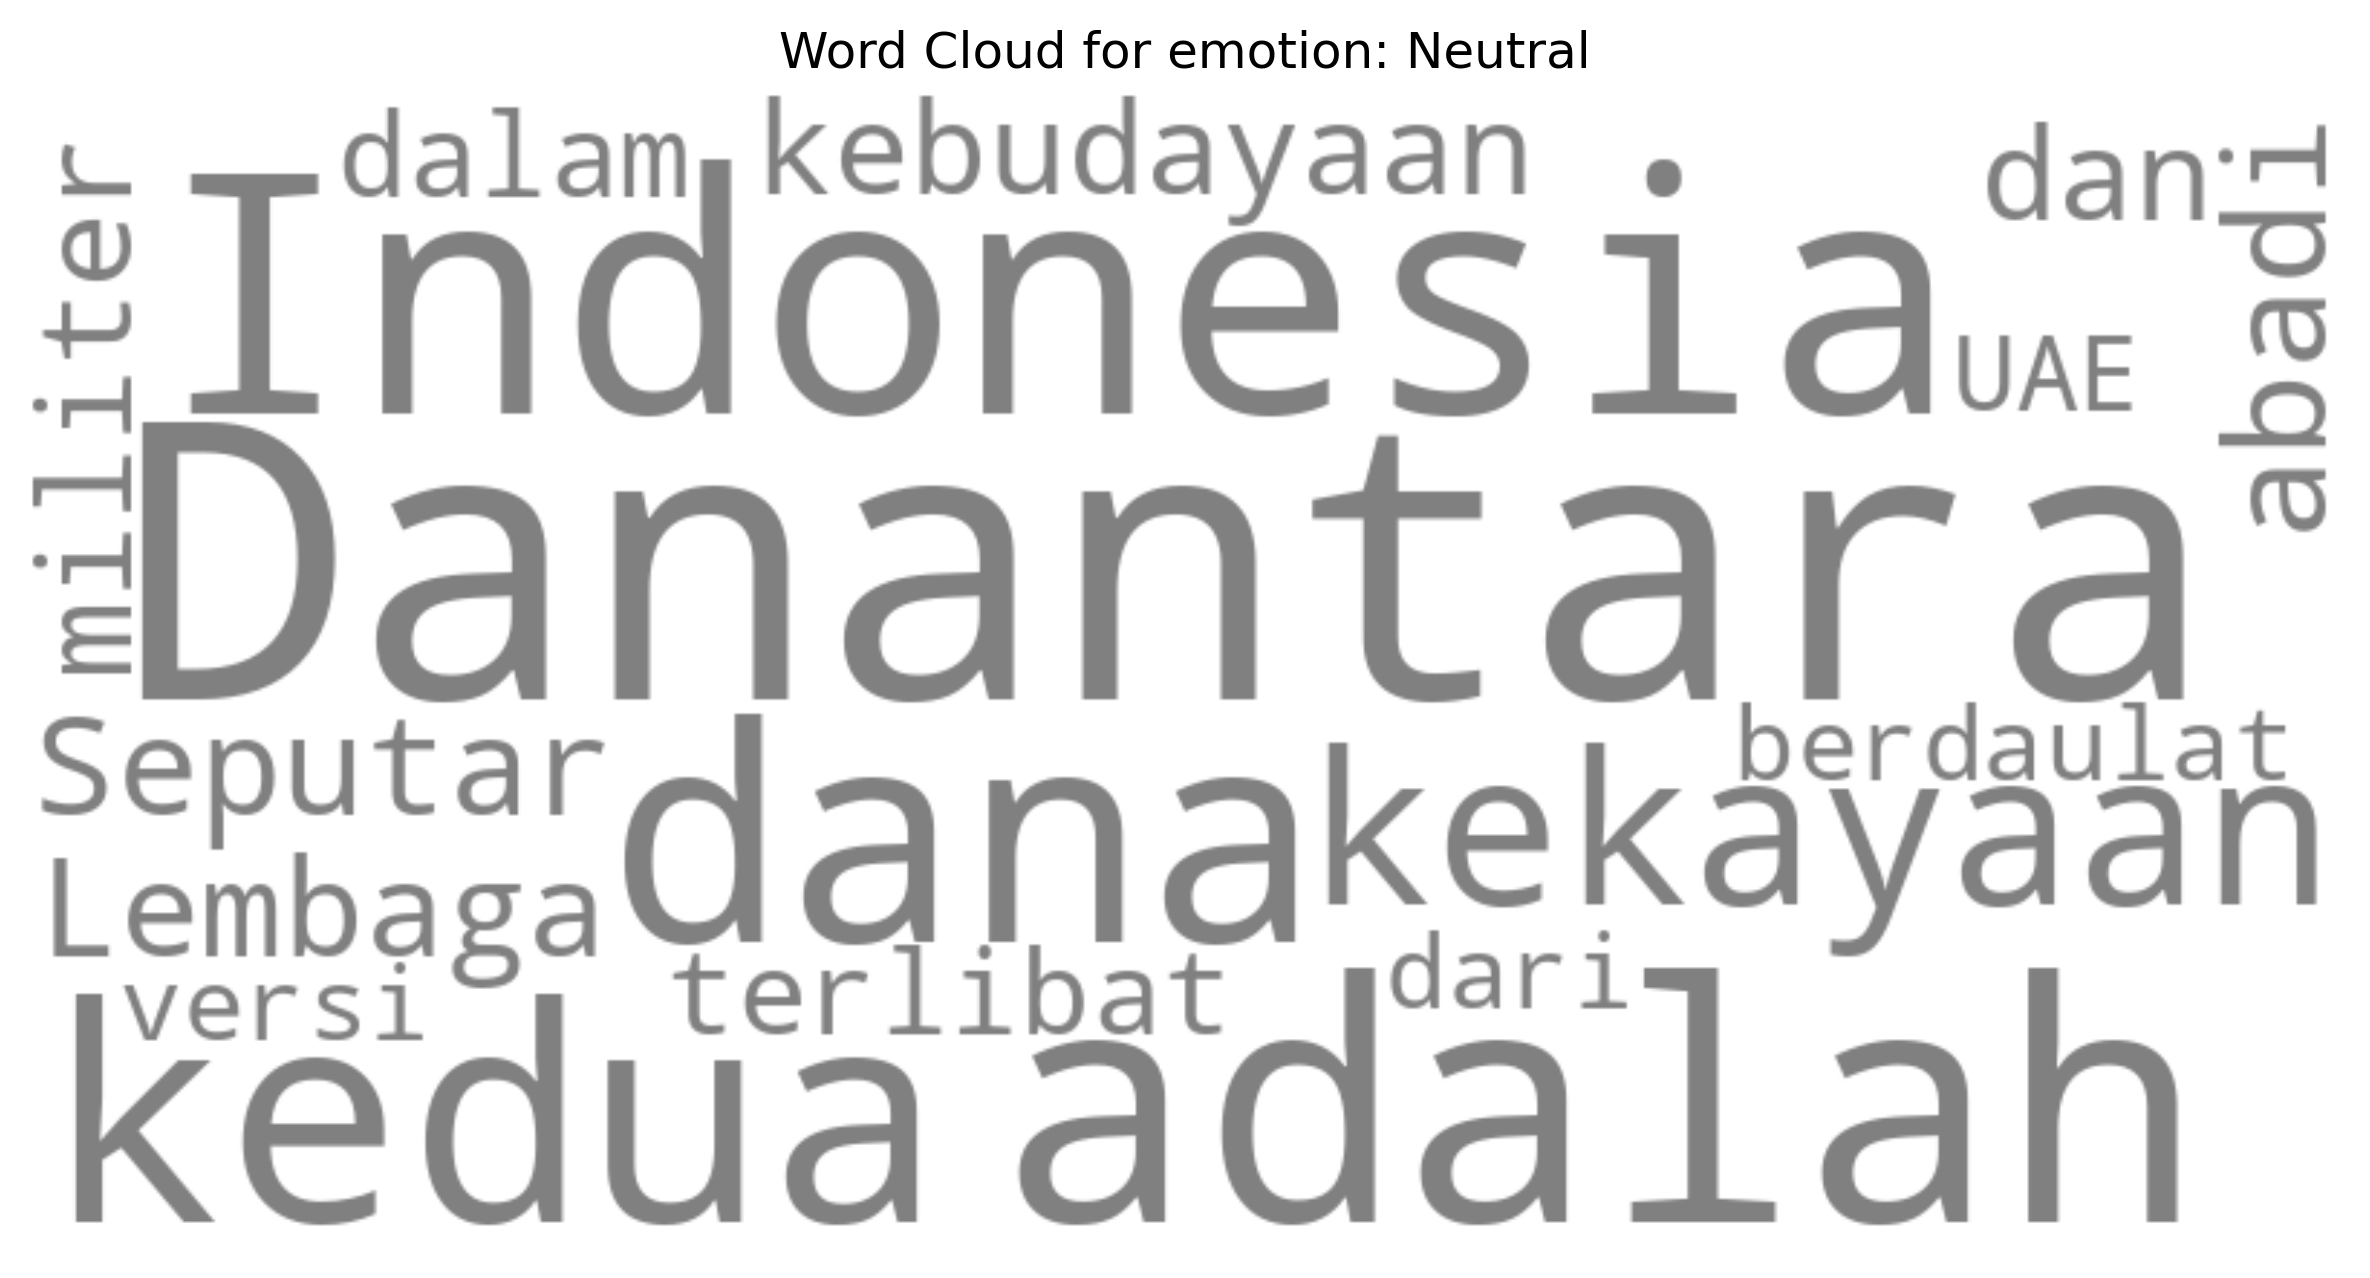 Word Cloud for emotion: Neutral
dalam kebudayaan dan
militer Indonesia UAE abadi
Danantara
Seputar berdaulat
dana kekayaan
Lembaga
versi terlibat dari
kedua adalah